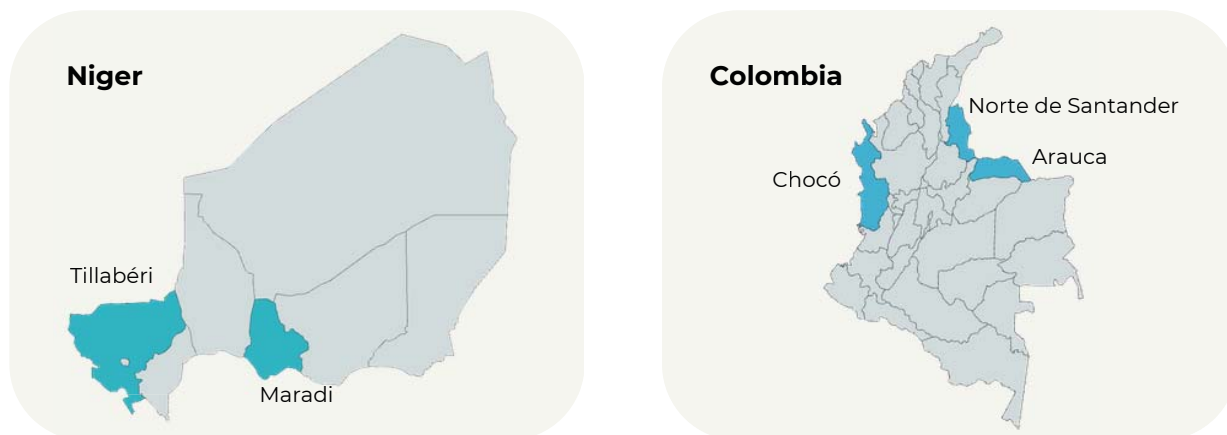 Niger
Tillabéri
Maradi
Colombia
Norte de Santander
Arauca
Chocó